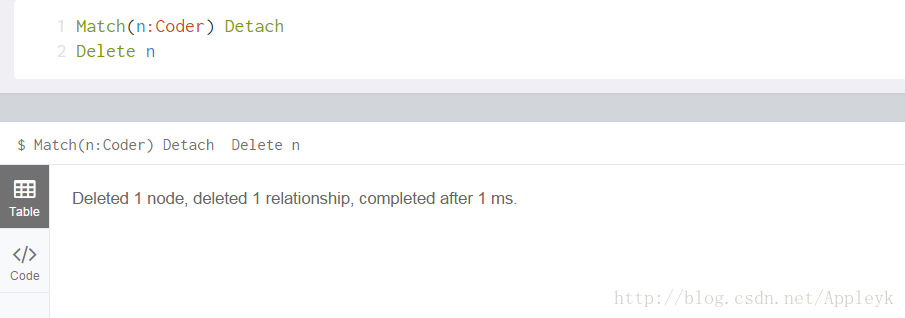 1 Match(n:Coder) Detach
2 Delete n
$ Match(n:Coder) Detach  Delete n
Table
Deleted 1 node, deleted 1 relationship, completed after 1 ms.
</> 
Code
http://blog.csdn.net/Appleyk